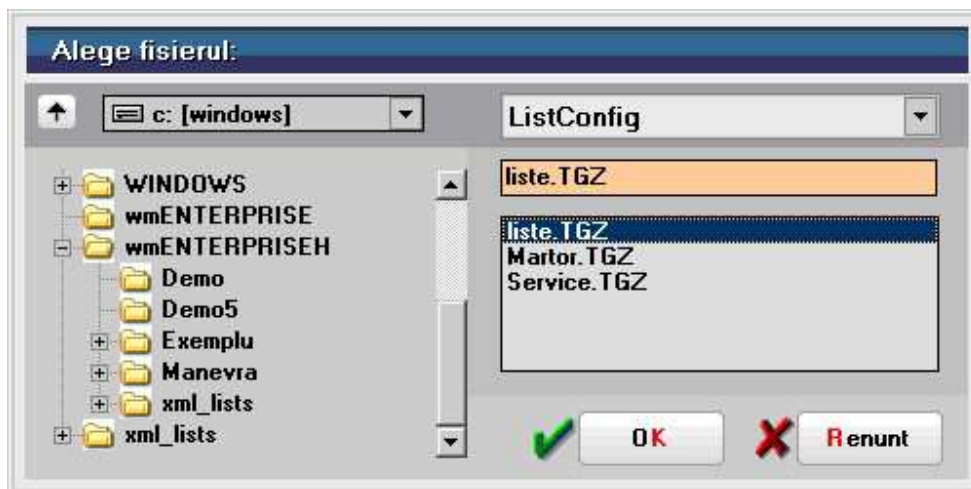 Alege fisierul:
c: [windows]
ListConfig
WINDOWS
wmENTERPRISE
wmENTERPRISEH
Demo
Demo5
Exemplu
Manevra
xml_lists
xml_lists
liste.TGZ
liste.TGZ
Martor.TGZ
Service.TGZ
OK
Renunt